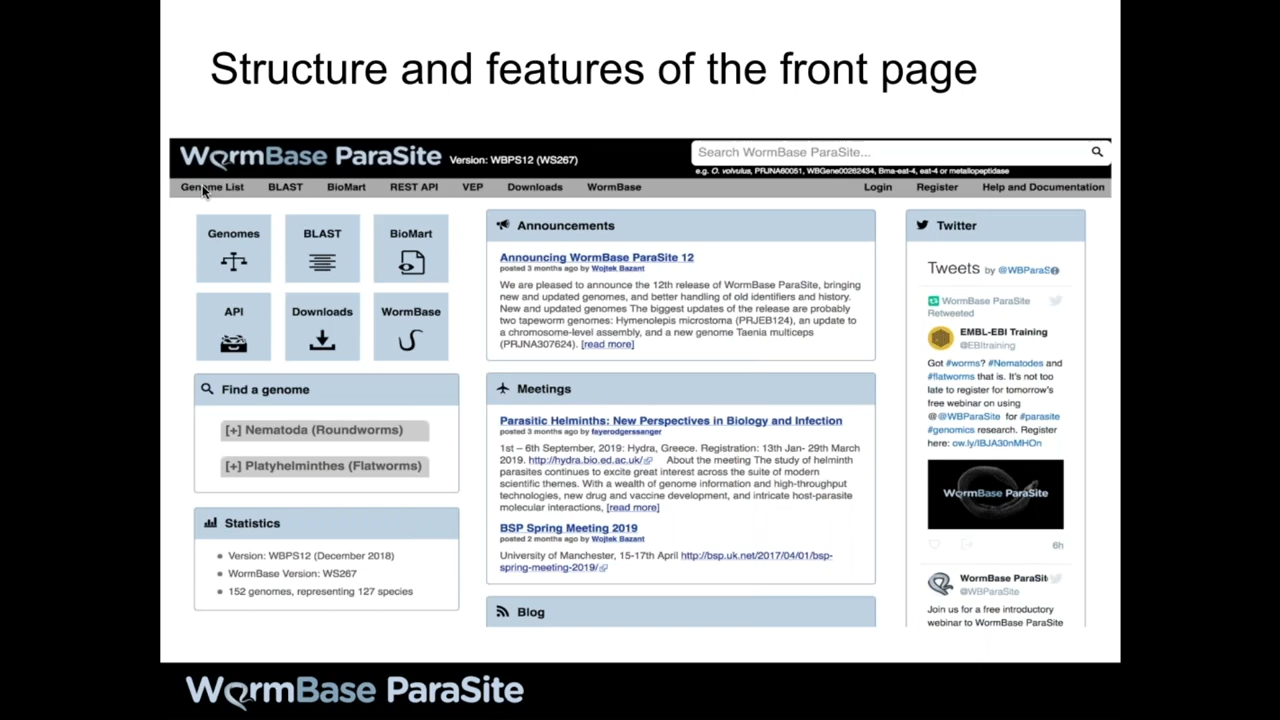 Structure and features of the front page
WormBase ParaSite Version: WBPS12 (WS267)
Search WormBase ParaSite...
e.g. O. volvulus, PRJNA60051, WBGene00262434, Bma-eat-4, eat-4 or metallopeptidase
Genome List BLAST BioMart REST API VEP Downloads WormBase Login Register Help and Documentation
Genomes BLAST BioMart
API Downloads WormBase
Find a genome
[+] Nematoda (Roundworms)
[+] Platyhelminthes (Flatworms)
Statistics
Version: WBPS12 (December 2018)
WormBase Version: WS267
152 genomes, representing 127 species
Announcements
Announcing WormBase ParaSite 12
posted 3 months ago by Wojtek Bazant
We are pleased to announce the 12th release of WormBase ParaSite, bringing
new and updated genomes, and better handling of old identifiers and history.
New and updated genomes The biggest updates of the release are probably
two tapeworm genomes: Hymenolepis microstoma (PRJEB124), an update to
a chromosome-level assembly, and a new genome Taenia multiceps
(PRJNA307624). [read more]
Meetings
Parasitic Helminths: New Perspectives in Biology and Infection
posted 3 months ago by fayerodgerssanger
1st – 6th September, 2019: Hydra, Greece. Registration: 13th Jan- 29th March
2019. http://hydra.bio.ed.ac.uk/ About the meeting The study of helminth
parasites continues to excite great interest across the suite of modern
scientific themes. With a wealth of genome information and high-throughput
technologies, new drug and vaccine development, and intricate host-parasite
molecular interactions, [read more]
BSP Spring Meeting 2019
posted 2 months ago by Wojtek Bazant
University of Manchester, 15-17th April http://bsp.uk.net/2017/04/01/bsp-
spring-meeting-2019/
Blog
Twitter
Tweets by @WBParaS
WormBase ParaSite
Retweeted
EMBL-EBI Training
@EBItraining
Got #worms? #Nematodes and
#flatworms that is. It's not too
late to register for tomorrow's
free webinar on using
@@WBParaSite for #parasite
#genomics research. Register
here: ow.ly/IBJA30nMHOn
WormBase ParaSite
6h
WormBase ParaSit
@WBParaSite
Join us for a free introductory
webinar to WormBase ParaSite
WormBase ParaSite